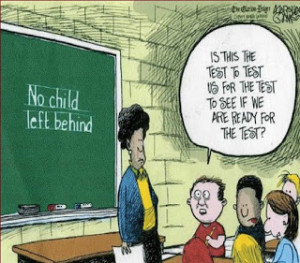 No child
left behind
IS THIS THE
TEST TO TEST
US FOR THE TEST
TO SEE IF WE
ARE READY FOR
THE TEST?